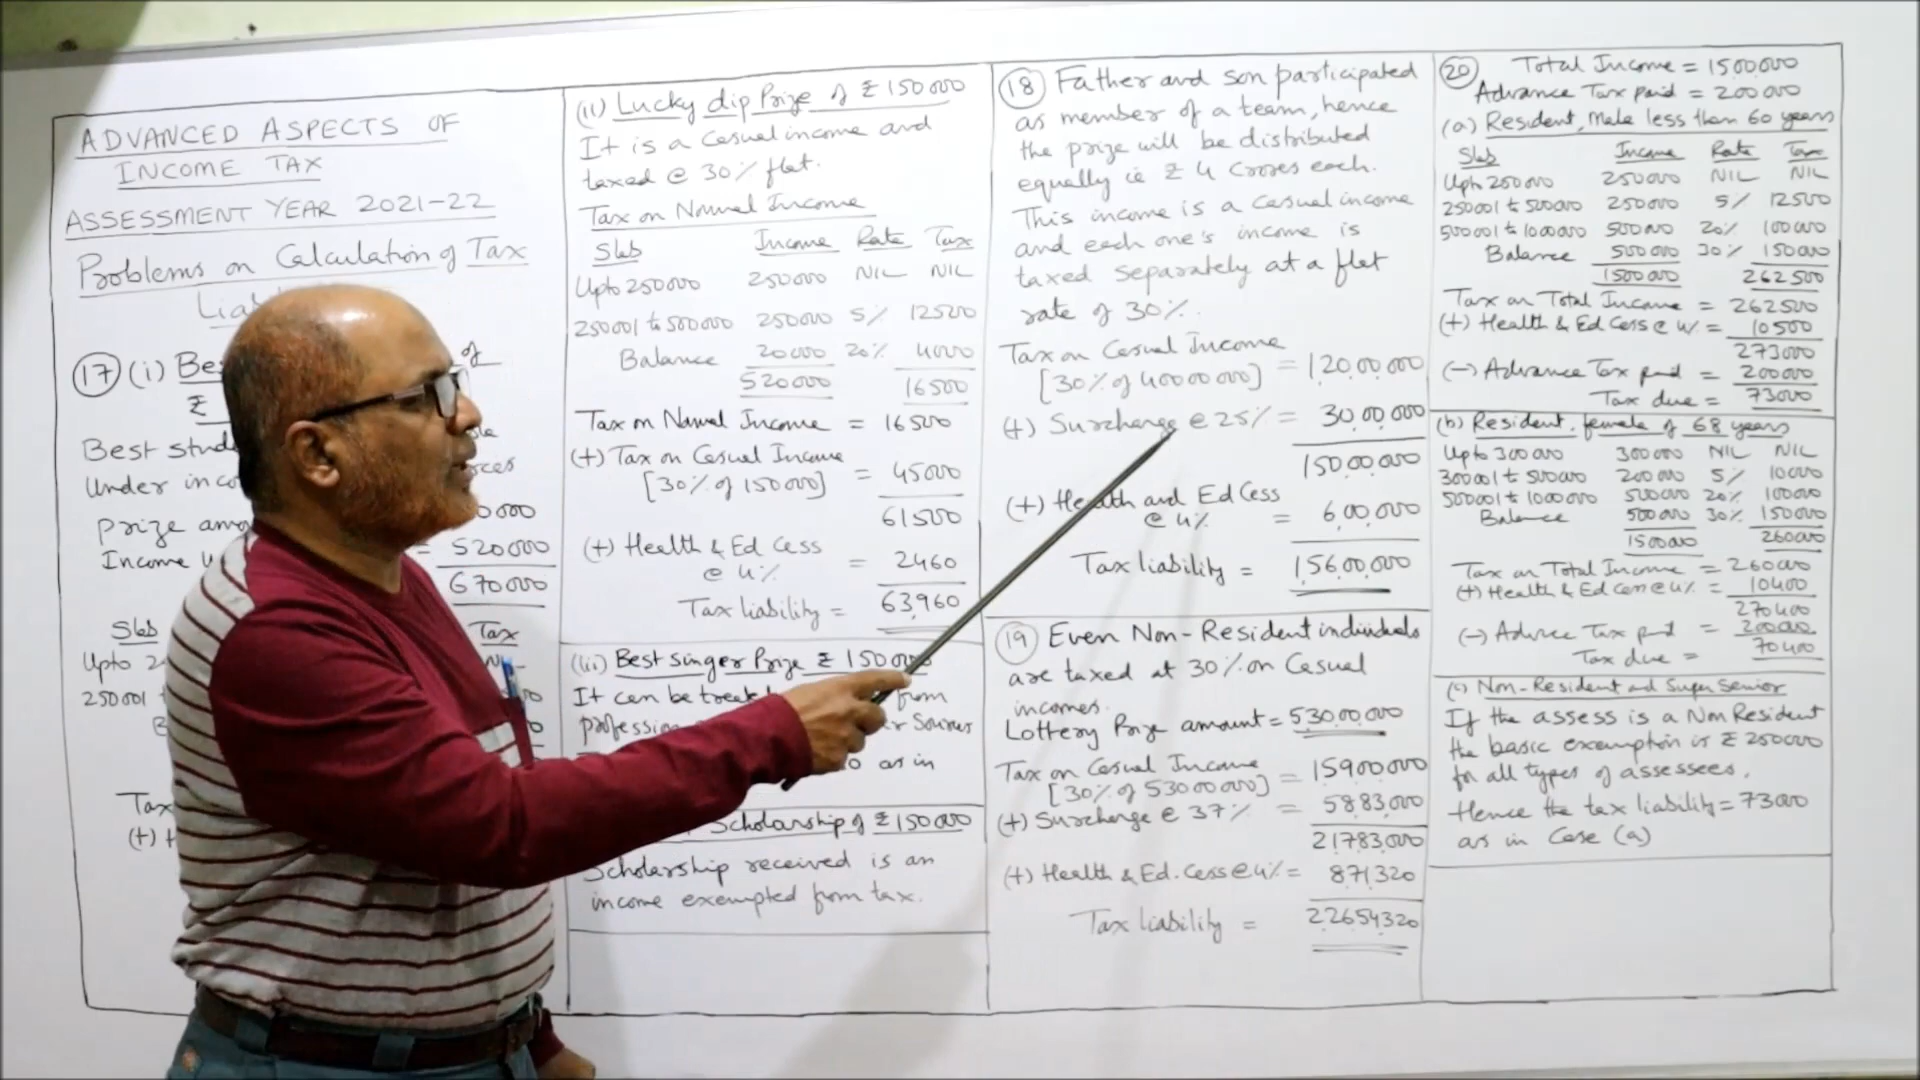 ADVANCED ASPECTS OF
INCOME TAX
ASSESSMENT YEAR 2021-22
Problems on Calculation of Tax
(17) (i) of
₹
Best
Under
prize
Income = 520000
670000
Slab Tax
Upto
250001
Tax
(+)
(ii) Lucky dip Prize of ₹ 150000
It is a Casual income and
taxed @ 30% flat.
Tax on Normal Income
Slab Income Rate Tax
Upto 250000 250000 NIL NIL
250001 to 500000 250000 5% 12500
Balance 20000 20% 4000
520000 16500
Tax on Normal Income = 16500
(+) Tax on Casual Income
[30% of 150000] = 45000
61500
(+) Health & Ed Cess
@ 4% = 2460
Tax liability = 63,960
(iii) Best Singer Prize ₹ 150000
It can be from
Sources
as in
Scholarship of ₹ 150000
Scholarship received is an
income exempted from tax.
(18) Father and son participated
as member of a team, hence
the prize will be distributed
equally ie ₹ 4 Crores each.
This income is a Casual income
and each one's income is
taxed separately at a flat
rate of 30%.
Tax on Casual Income
[30% of 40000000] = 1,20,00,000
(+) Surcharge @ 25% = 30,00,000
1,50,00,000
(+) Health and Ed Cess
@ 4% = 6,00,000
Tax liability = 1,56,00,000
(19) Even Non-Resident individuals
are taxed at 30% on Casual
incomes.
Lottery Prize amount = 5,30,00,000
Tax on Casual Income
[30% of 53000000] = 15900000
(+) Surcharge @ 37% = 5883000
21783000
(+) Health & Ed. Cess @ 4% = 871320
Tax liability = 22654320
(20) Total Income = 1500000
Advance Tax paid = 200000
(a) Resident, Male less than 60 years
Slab Income Rate Tax
Upto 250000 250000 NIL NIL
250001 to 500000 250000 5% 12500
500001 to 1000000 500000 20% 100000
Balance 500000 30% 150000
1500000 262500
Tax on Total Income = 262500
(+) Health & Ed Cess @ 4% = 10500
273000
(-) Advance Tax paid = 200000
Tax due = 73000
(b) Resident, female of 68 years
Upto 300000 300000 NIL NIL
300001 to 500000 200000 5% 10000
500001 to 1000000 500000 20% 100000
Balance 500000 30% 150000
1500000 260000
Tax on Total Income = 260000
(+) Health & Ed Cess @ 4% = 10400
270400
(-) Advance Tax paid = 200000
Tax due = 70400
(c) Non-Resident and Super Senior
If the assess is a Non Resident
the basic exemption is ₹ 250000
for all types of assessees.
Hence the tax liability = 73000
as in Case (a)